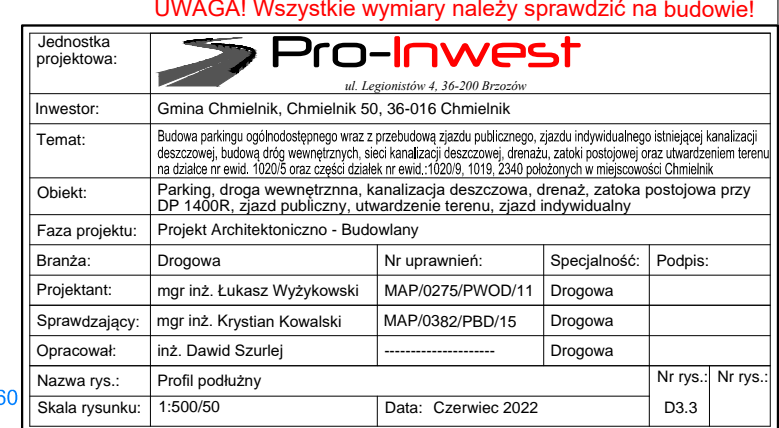 UWAGA! Wszystkie wymiary należy sprawdzić na budowie!
Jednostka
projektowa:
Pro-Inwest
ul. Legionistów 4, 36-200 Brzozów
Inwestor: Gmina Chmielnik, Chmielnik 50, 36-016 Chmielnik
Temat: Budowa parkingu ogólnodostępnego wraz z przebudową zjazdu publicznego, zjazdu indywidualnego istniejącej kanalizacji
deszczowej, budową dróg wewnętrznych, sieci kanalizacji deszczowej, drenażu, zatoki postojowej oraz utwardzeniem terenu
na działce nr ewid. 1020/5 oraz części działek nr ewid.:1020/9, 1019, 2340 położonych w miejscowości Chmielnik
Obiekt: Parking, droga wewnętrznna, kanalizacja deszczowa, drenaż, zatoka postojowa przy
DP 1400R, zjazd publiczny, utwardzenie terenu, zjazd indywidualny
Faza projektu: Projekt Architektoniczno - Budowlany
Branża: Drogowa Nr uprawnień: Specjalność: Podpis:
Projektant: mgr inż. Łukasz Wyżykowski MAP/0275/PWOD/11 Drogowa
Sprawdzający: mgr inż. Krystian Kowalski MAP/0382/PBD/15 Drogowa
Opracował: inż. Dawid Szurlej --------------------- Drogowa
Nazwa rys.: Profil podłużny Nr rys.: Nr rys.:
60
Skala rysunku: 1:500/50 Data: Czerwiec 2022 D3.3